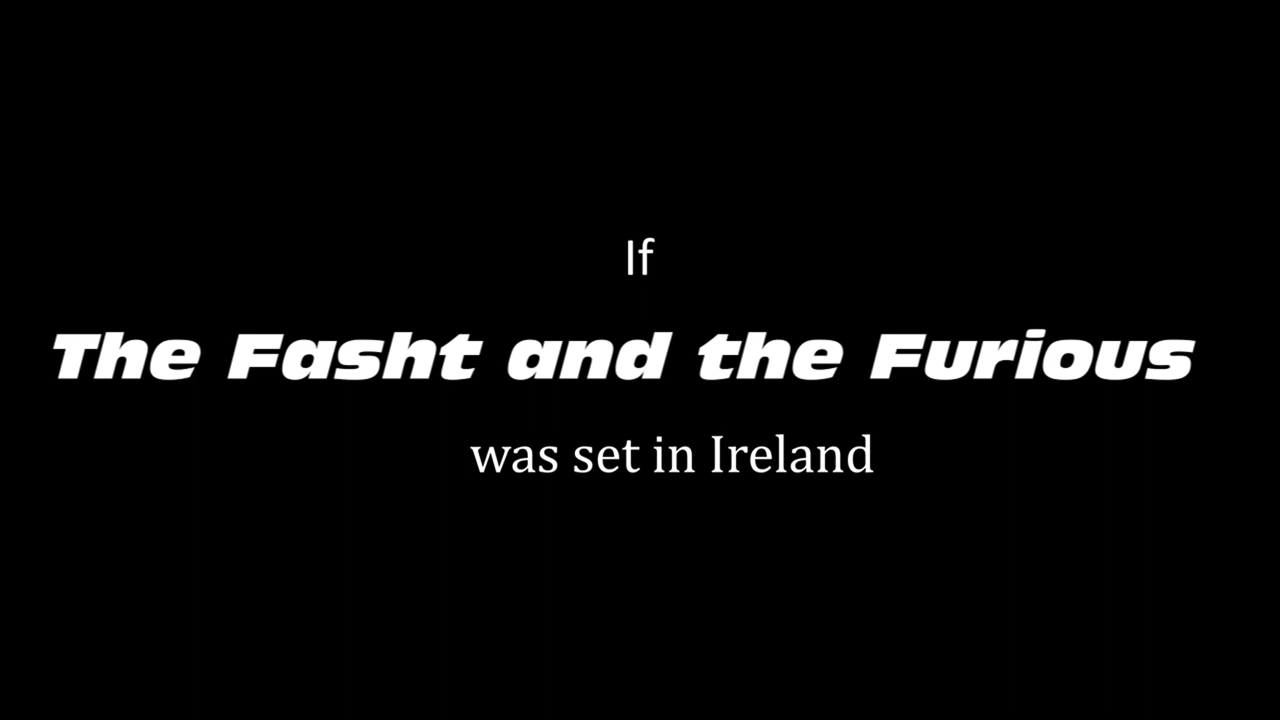 If
The Fasht and the Furious
was set in Ireland